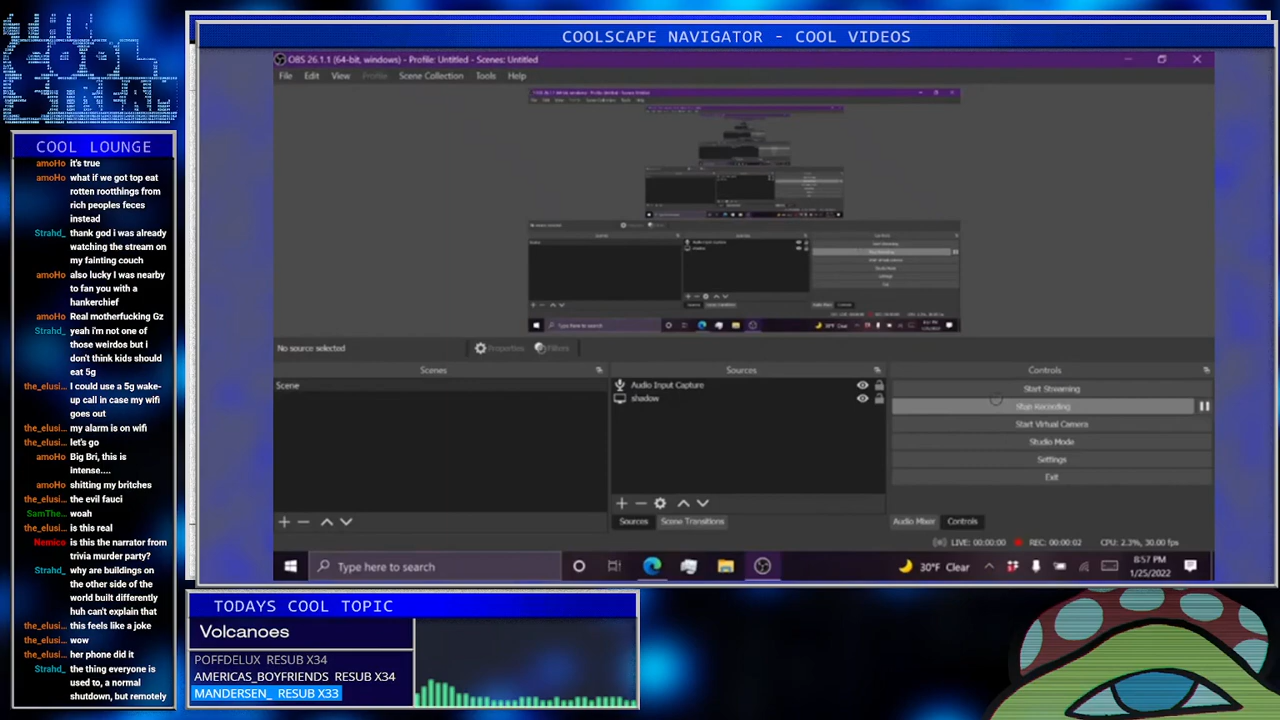 COOLSCAPE NAVIGATOR - COOL VIDEOS
OBS 26.1.1 (64-bit, windows) - Profile: Untitled - Scenes: Untitled
File Edit View Profile Scene Collection Tools Help
No source selected
Properties
Filters
Scenes
Scene
Sources
Audio Input Capture
shadow
Sources
Scene Transitions
Controls
Start Streaming
Stop Recording
Start Virtual Camera
Studio Mode
Settings
Exit
Audio Mixer
Controls
LIVE: 00:00:00
REC: 00:00:02
CPU: 2.3%, 30.00 fps
Type here to search
30°F Clear
8:57 PM
1/25/2022
COOL LOUNGE
amoHo it's true
amoHo what if we got top eat
rotten roothings from
rich peoples feces
instead
Strahd_ thank god i was already
watching the stream on
my fainting couch
amoHo also lucky I was nearby
to fan you with a
hankerchief
amoHo Real motherfucking Gz
Strahd_ yeah i'm not one of
those weirdos but i
don't think kids should
eat 5g
the_elusi... I could use a 5g wake-
up call in case my wifi
goes out
the_elusi... my alarm is on wifi
the_elusi... let's go
amoHo Big Bri, this is
intense....
amoHo shitting my britches
the_elusi... the evil fauci
SamThe... woah
the_elusi... is this real
Nemico is this the narrator from
trivia murder party?
Strahd_ why are buildings on
the other side of the
world built differently
huh can't explain that
the_elusi... this feels like a joke
the_elusi... wow
the_elusi... her phone did it
Strahd_ the thing everyone is
used to, a normal
shutdown, but remotely
TODAYS COOL TOPIC
Volcanoes
POFFDELUX RESUB X34
AMERICAS_BOYFRIENDS RESUB X34
MANDERSEN_ RESUB X33